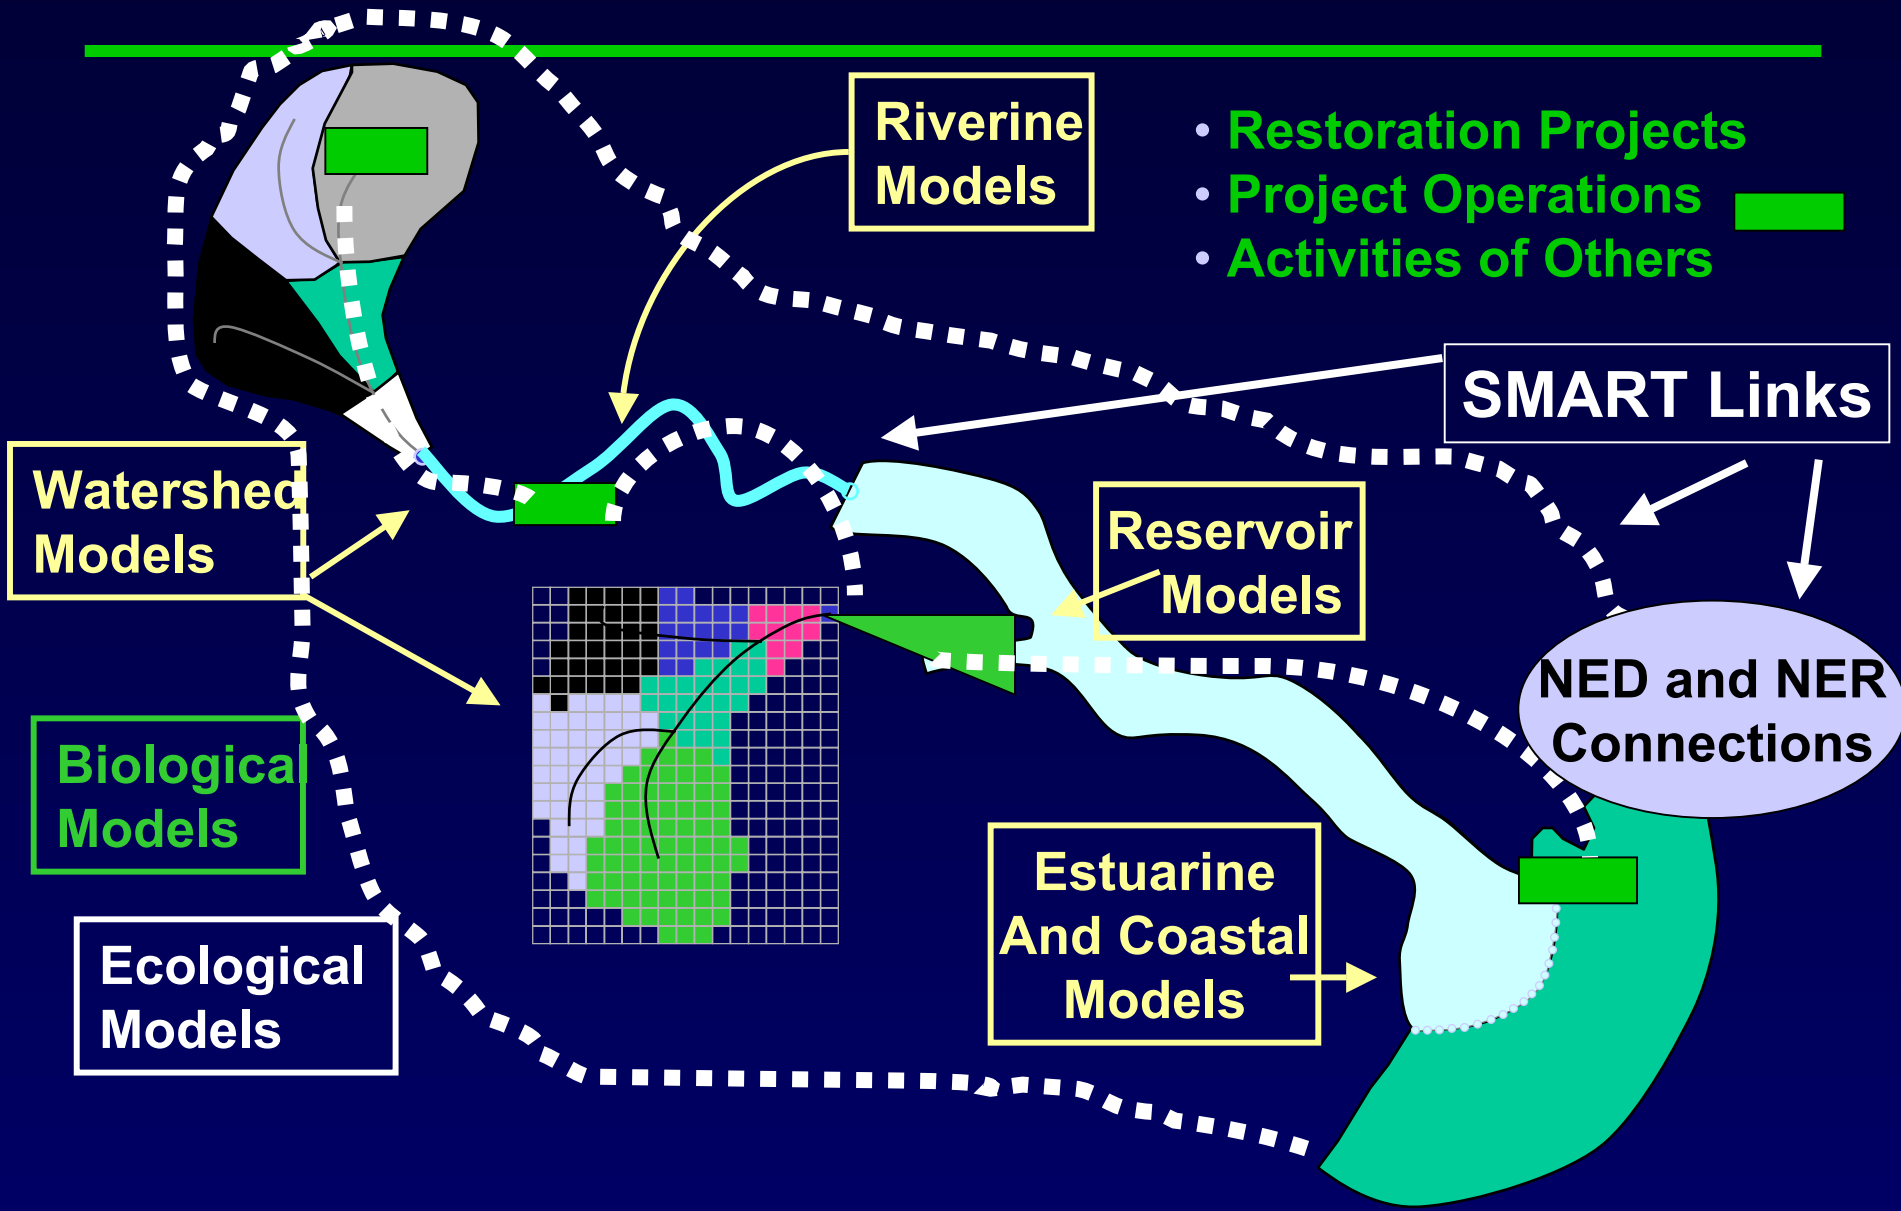 Riverine
Models
• Restoration Projects
• Project Operations
• Activities of Others
SMART Links
Watershed
Models
Reservoir
Models
NED and NER
Connections
Biological
Models
Estuarine
And Coastal
Models
Ecological
Models